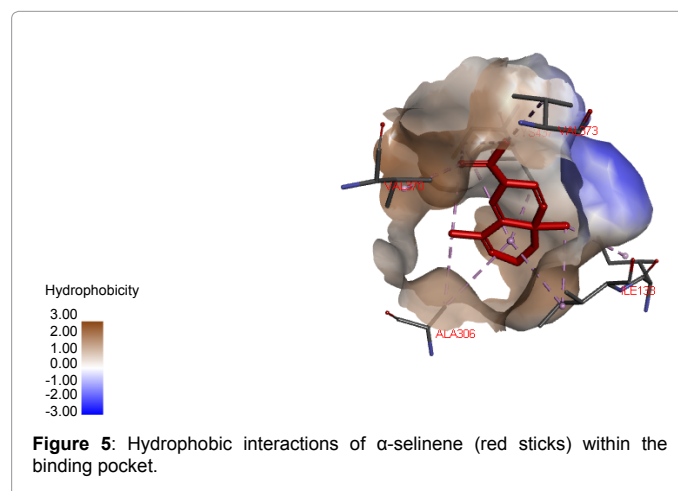 VAL373
ILE133
ALA306
Hydrophobicity
3.00
2.00
1.00
0.00
-1.00
-2.00
-3.00
Figure 5: Hydrophobic interactions of α-selinene (red sticks) within the
binding pocket.